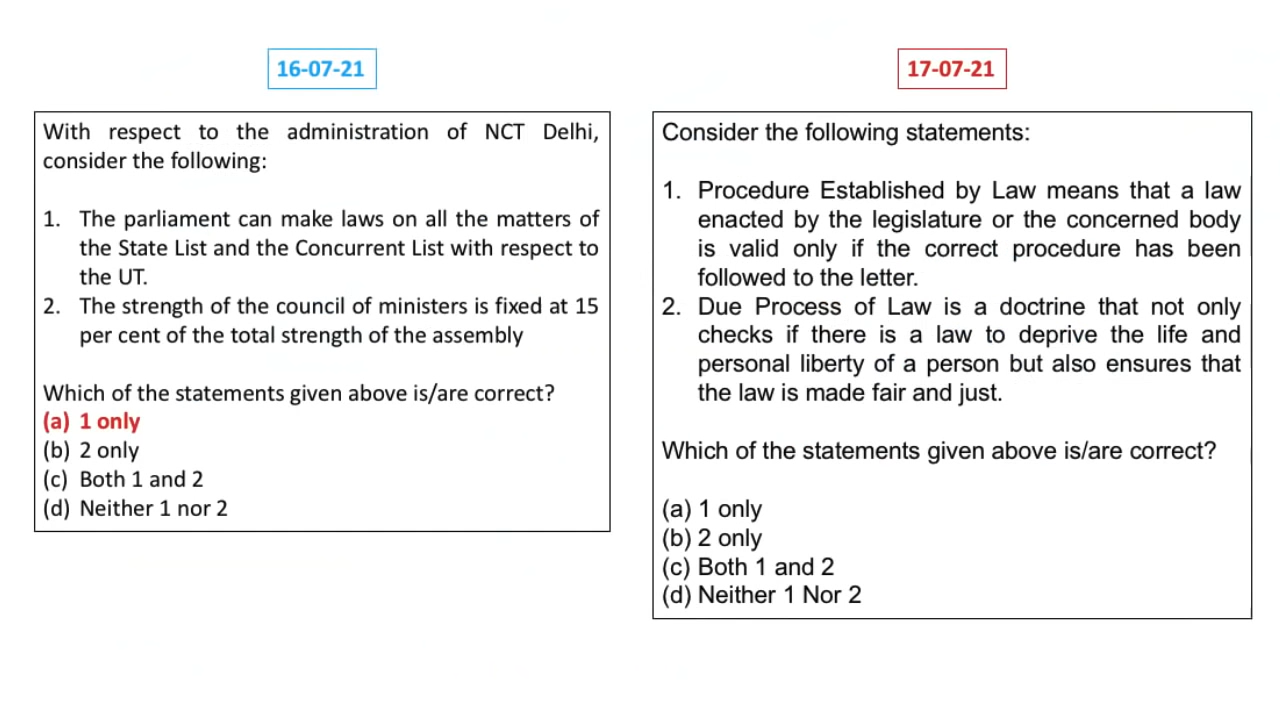 16-07-21
With respect to the administration of NCT Delhi,
consider the following:
1. The parliament can make laws on all the matters of
the State List and the Concurrent List with respect to
the UT.
2. The strength of the council of ministers is fixed at 15
per cent of the total strength of the assembly
Which of the statements given above is/are correct?
(a) 1 only
(b) 2 only
(c) Both 1 and 2
(d) Neither 1 nor 2
17-07-21
Consider the following statements:
1. Procedure Established by Law means that a law
enacted by the legislature or the concerned body
is valid only if the correct procedure has been
followed to the letter.
2. Due Process of Law is a doctrine that not only
checks if there is a law to deprive the life and
personal liberty of a person but also ensures that
the law is made fair and just.
Which of the statements given above is/are correct?
(a) 1 only
(b) 2 only
(c) Both 1 and 2
(d) Neither 1 Nor 2